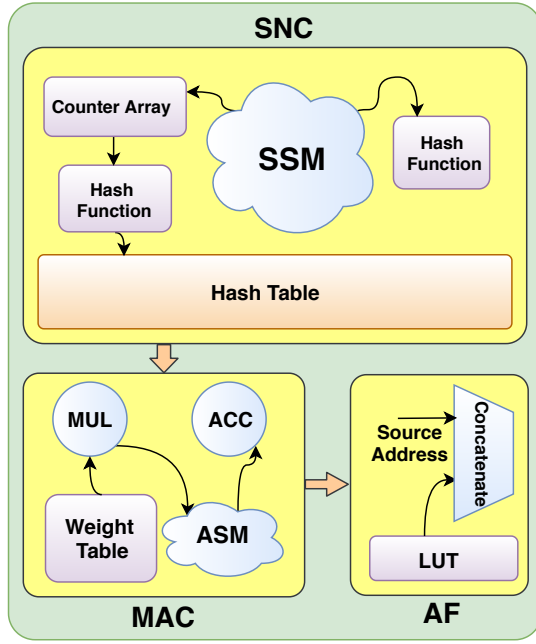 SNC
Counter Array
SSM
Hash
Function
Hash
Function
Hash Table
MUL
ACC
Weight
Table
ASM
MAC
Source
Address
Concatenate
LUT
AF